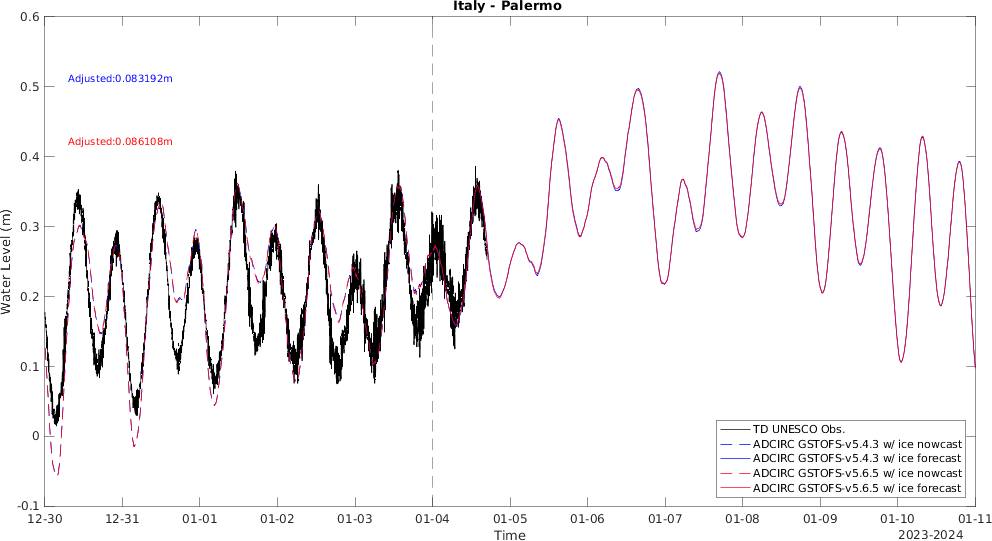 Italy - Palermo
0.6
0.5
0.4
0.3
0.2
0.1
0
-0.1
Water Level (m)
Adjusted:0.083192m
Adjusted:0.086108m
TD UNESCO Obs.
ADCIRC GSTOFS-v5.4.3 w/ ice nowcast
ADCIRC GSTOFS-v5.4.3 w/ ice forecast
ADCIRC GSTOFS-v5.6.5 w/ ice nowcast
ADCIRC GSTOFS-v5.6.5 w/ ice forecast
12-30 12-31 01-01 01-02 01-03 01-04 01-05 01-06 01-07 01-08 01-09 01-10 01-11
Time
2023-2024